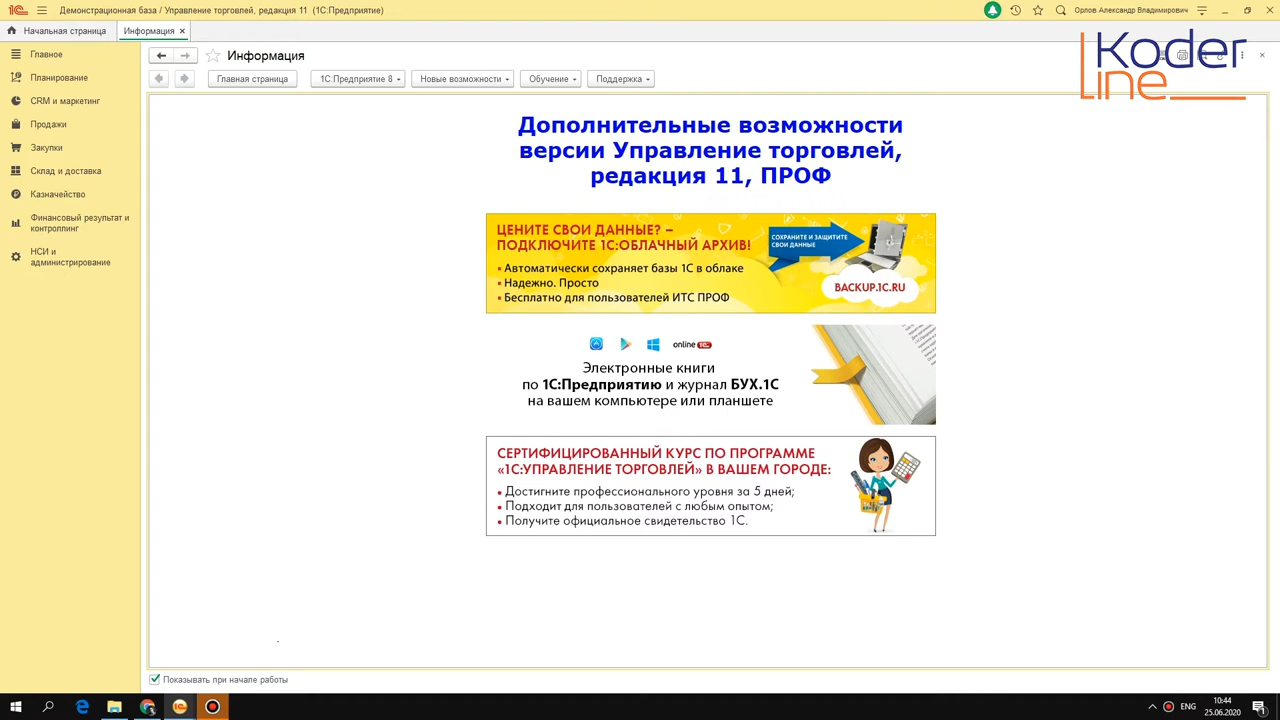 Демонстрационная база / Управление торговлей, редакция 11 (1С:Предприятие)
Орлов Александр Владимирович
Начальная страница
Информация
Главное
Планирование
CRM и маркетинг
Продажи
Закупки
Склад и доставка
Казначейство
Финансовый результат и
контроллинг
НСИ и
администрирование
Информация
Koder
Line
Главная страница
1С:Предприятие 8
Новые возможности
Обучение
Поддержка
Дополнительные возможности
версии Управление торговлей,
редакция 11, ПРОФ
ЦЕНИТЕ СВОИ ДАННЫЕ? –
ПОДКЛЮЧИТЕ 1С:ОБЛАЧНЫЙ АРХИВ!
Автоматически сохраняет базы 1С в облаке
Надежно. Просто
Бесплатно для пользователей ИТС ПРОФ
СОХРАНИТЕ И ЗАЩИТИТЕ
СВОИ ДАННЫЕ
BACKUP.1C.RU
online 1С
Электронные книги
по 1С:Предприятию и журнал БУХ.1С
на вашем компьютере или планшете
СЕРТИФИЦИРОВАННЫЙ КУРС ПО ПРОГРАММЕ
«1С:УПРАВЛЕНИЕ ТОРГОВЛЕЙ» В ВАШЕМ ГОРОДЕ:
Достигните профессионального уровня за 5 дней;
Подходит для пользователей с любым опытом;
Получите официальное свидетельство 1С.
Показывать при начале работы
ENG
10:44
25.06.2020